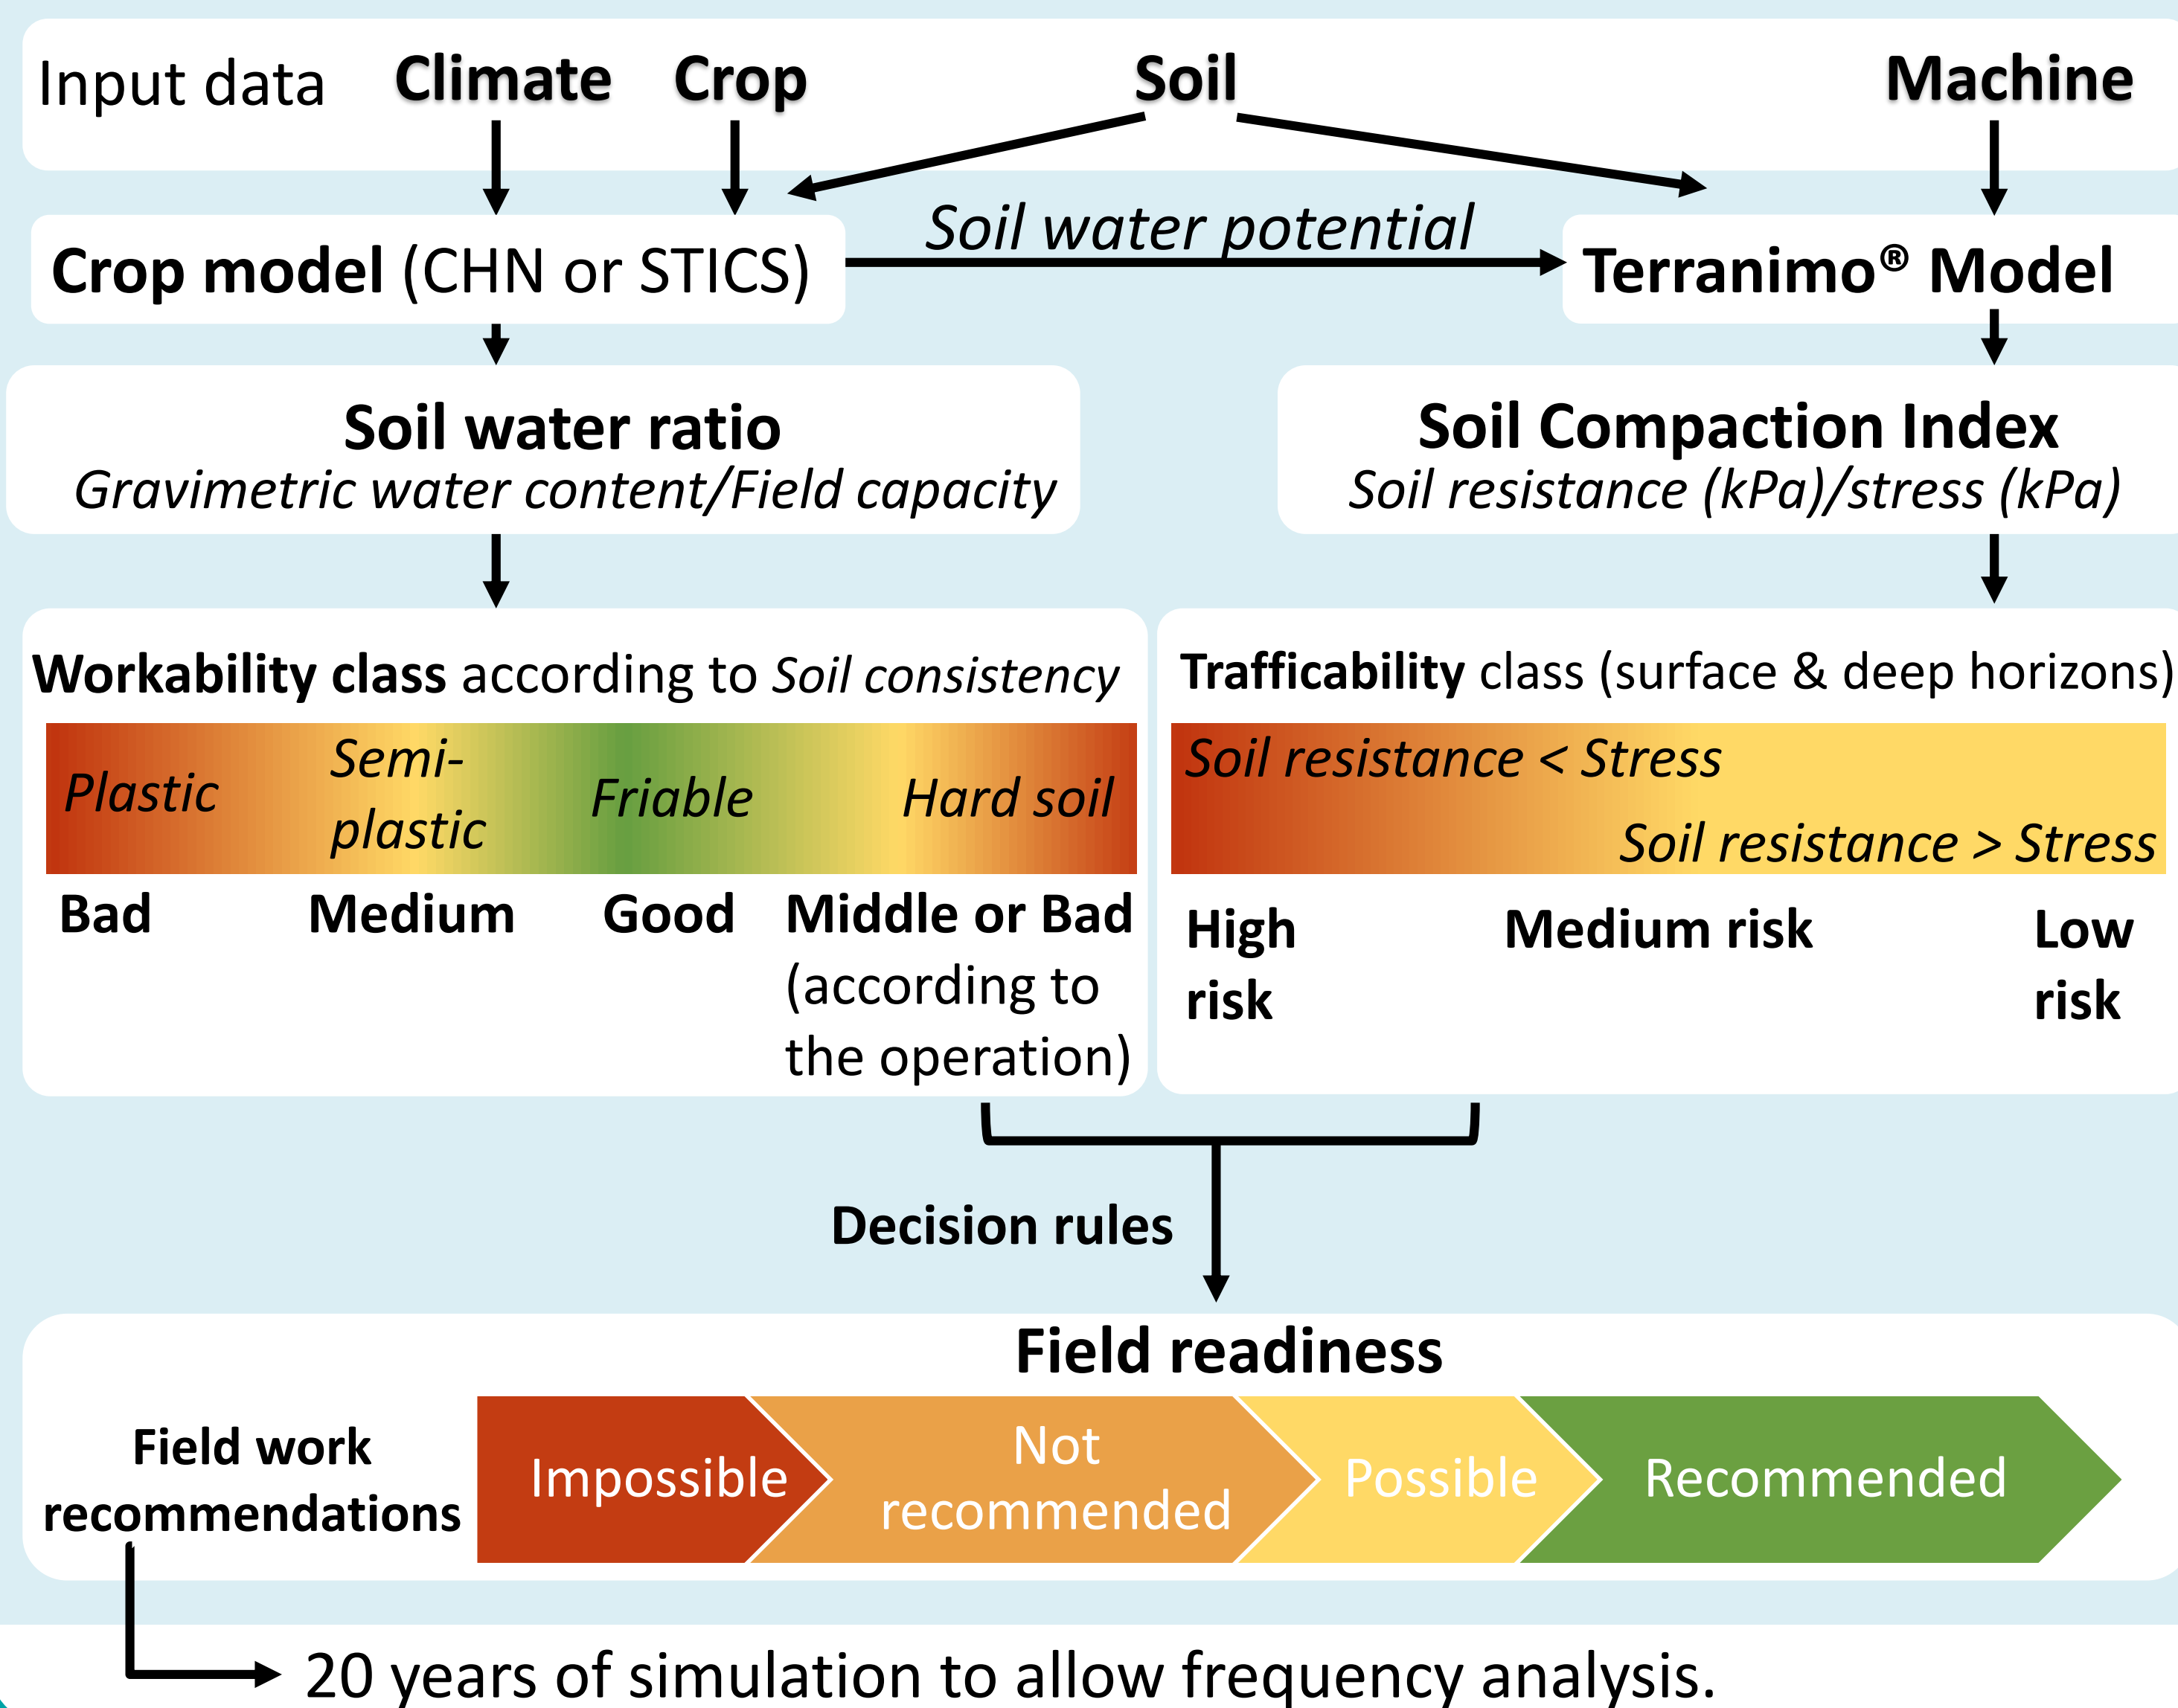 Input data Climate Crop Soil Machine
Soil water potential
Crop model (CHN or STICS) Terranimo® Model
Soil water ratio
Gravimetric water content/Field capacity
Soil Compaction Index
Soil resistance (kPa)/stress (kPa)
Workability class according to Soil consistency
Plastic
Semi-
plastic
Friable
Hard soil
Bad Medium Good Middle or Bad
(according to
the operation)
Trafficability class (surface & deep horizons)
Soil resistance < Stress
Soil resistance > Stress
High
risk
Medium risk
Low
risk
Decision rules
Field readiness
Field work
recommendations
Impossible
Not
recommended
Possible
Recommended
20 years of simulation to allow frequency analysis.